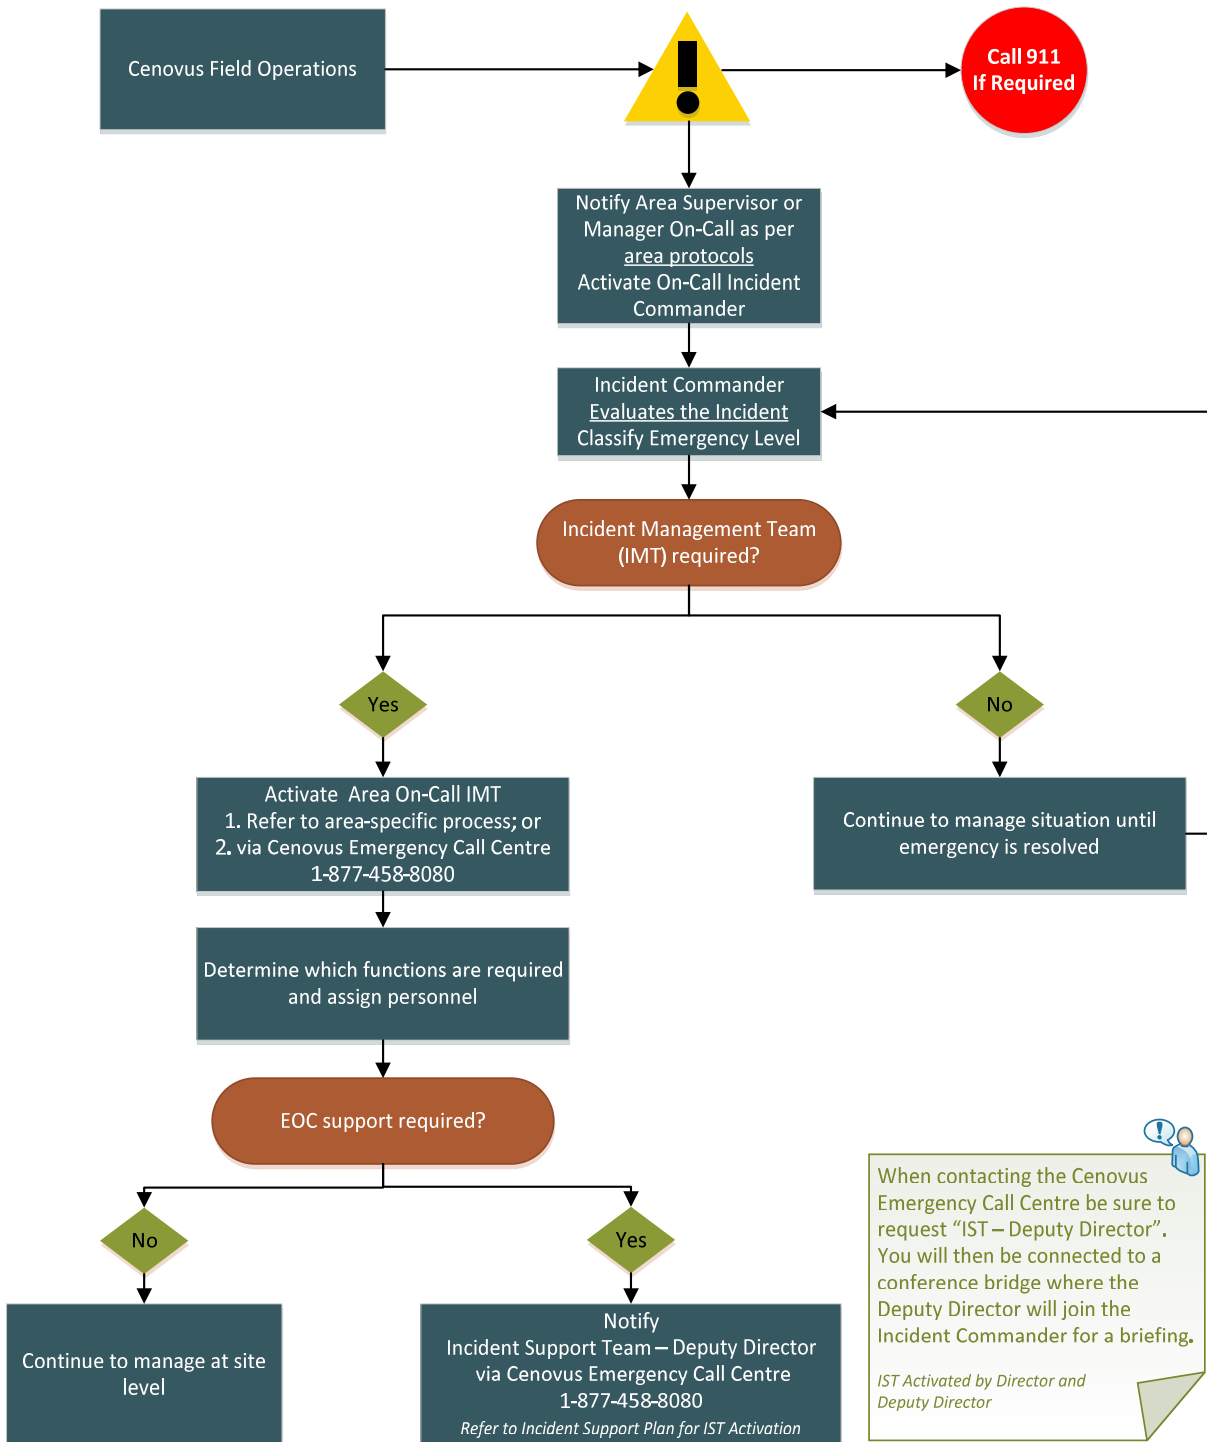 Cenovus Field Operations
Call 911
If Required
Notify Area Supervisor or
Manager On-Call as per
area protocols
Activate On-Call Incident
Commander
Incident Commander
Evaluates the Incident
Classify Emergency Level
Incident Management Team
(IMT) required?
Yes
No
Activate  Area On-Call IMT
1. Refer to area-specific process; or
2. via Cenovus Emergency Call Centre
1-877-458-8080
Continue to manage situation until
emergency is resolved
Determine which functions are required
and assign personnel
EOC support required?
No
Yes
Continue to manage at site
level
Notify
Incident Support Team – Deputy Director
via Cenovus Emergency Call Centre
1-877-458-8080
Refer to Incident Support Plan for IST Activation
When contacting the Cenovus
Emergency Call Centre be sure to
request “IST – Deputy Director”.
You will then be connected to a
conference bridge where the
Deputy Director will join the
Incident Commander for a briefing.
IST Activated by Director and
Deputy Director